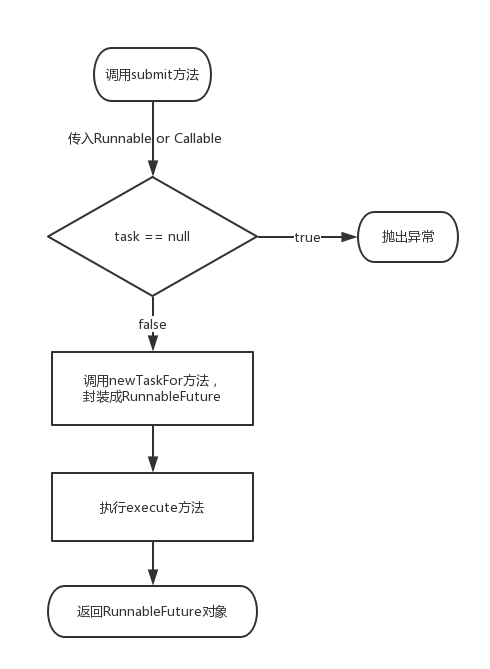 调用submit方法
传入Runnable or Callable
task == null
true
抛出异常
false
调用newTaskFor方法，
封装成RunnableFuture
执行execute方法
返回RunnableFuture对象